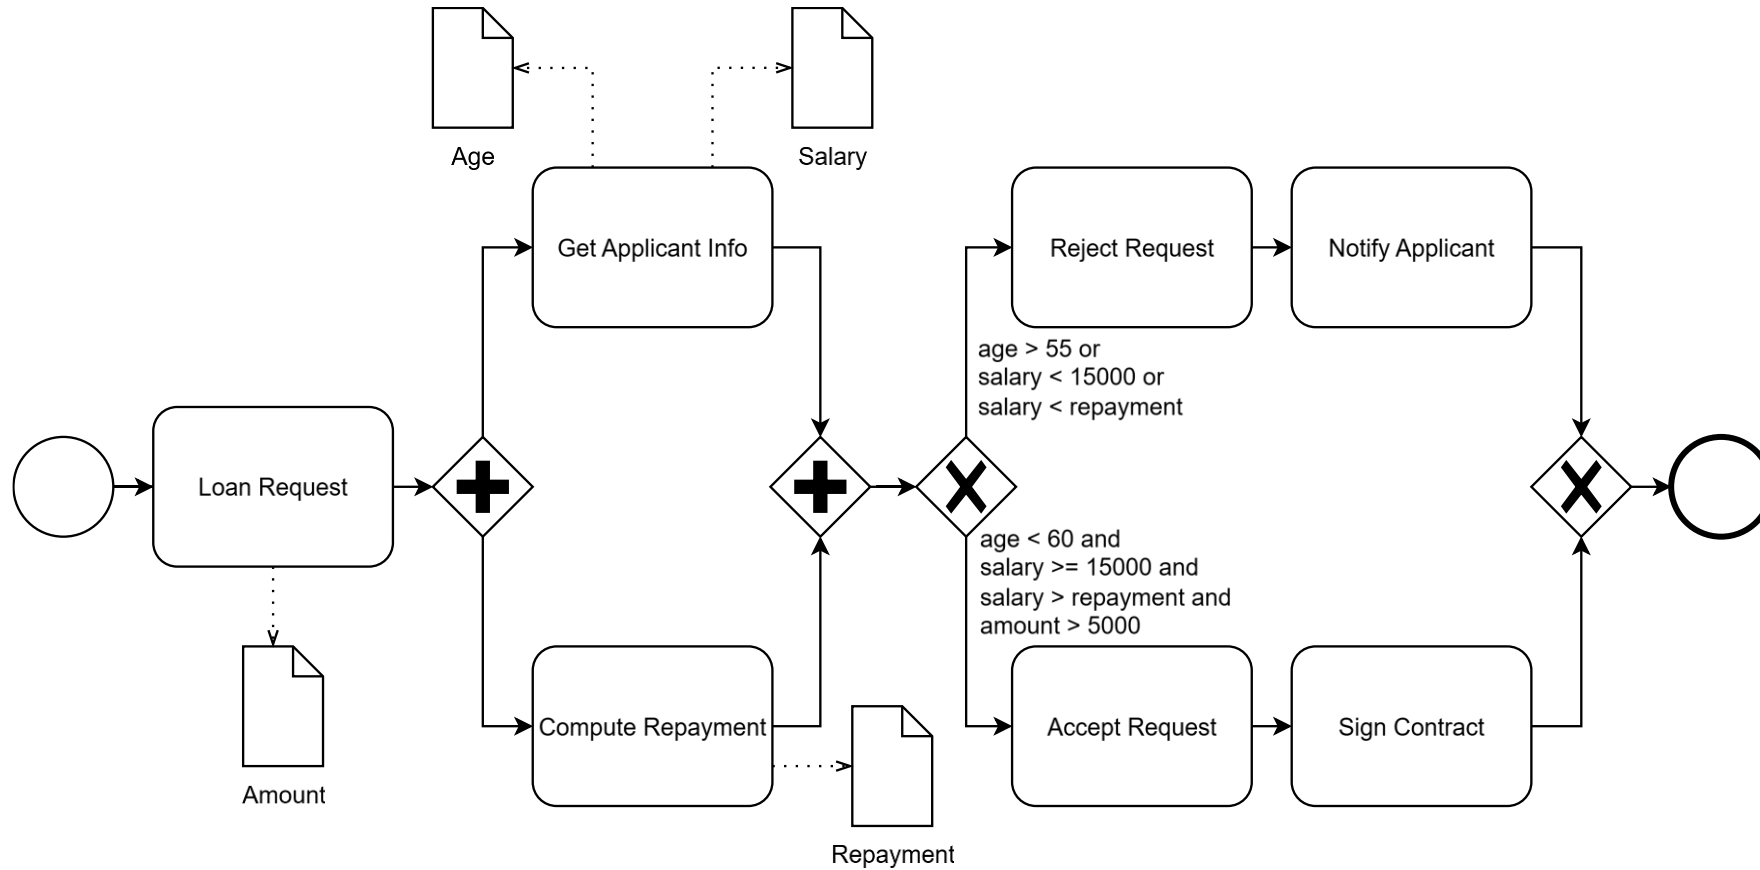 Age
Salary
Get Applicant Info
Reject Request
Notify Applicant
age > 55 or
salary < 15000 or
salary < repayment
Loan Request
age < 60 and
salary >= 15000 and
salary > repayment and
amount > 5000
Compute Repayment
Accept Request
Sign Contract
Amount
Repayment